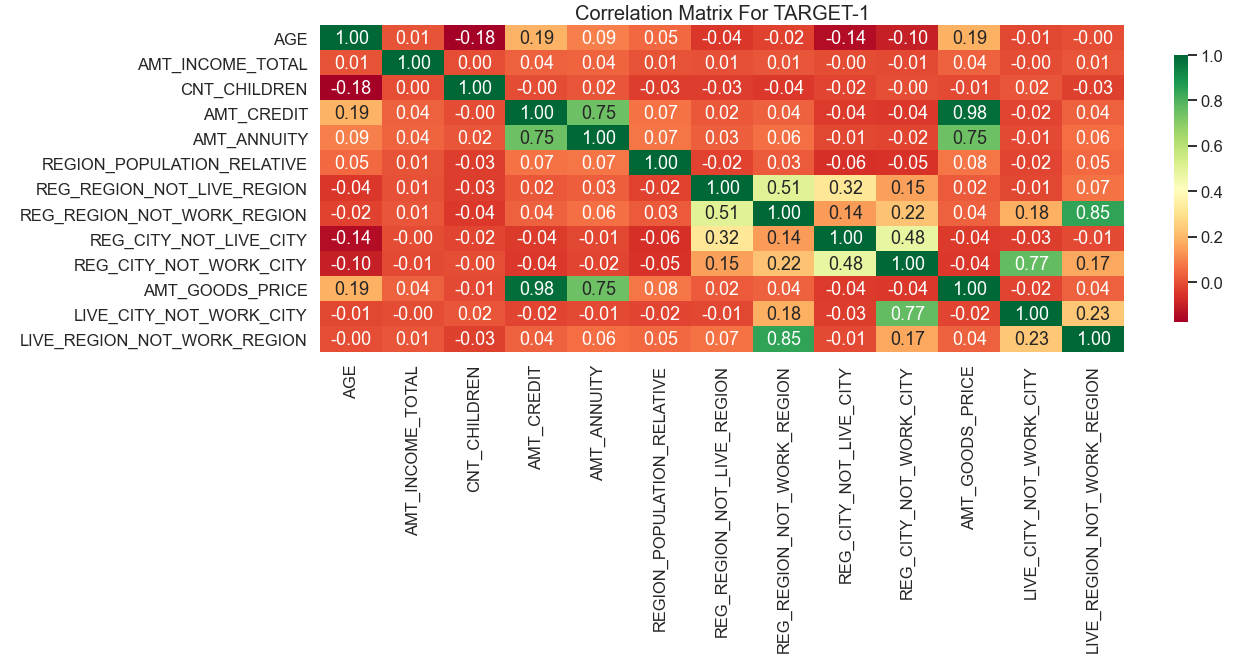 Correlation Matrix For TARGET-1
AGE 1.00 0.01 -0.18 0.19 0.09 0.05 -0.04 -0.02 -0.14 -0.10 0.19 -0.01 -0.00
AMT_INCOME_TOTAL 0.01 1.00 0.00 0.04 0.04 0.01 0.01 0.01 -0.00 -0.01 0.04 -0.00 0.01
CNT_CHILDREN -0.18 0.00 1.00 -0.00 0.02 -0.03 -0.03 -0.04 -0.02 -0.00 -0.01 0.02 -0.03
AMT_CREDIT 0.19 0.04 -0.00 1.00 0.75 0.07 0.02 0.04 -0.04 -0.04 0.98 -0.02 0.04
AMT_ANNUITY 0.09 0.04 0.02 0.75 1.00 0.07 0.03 0.06 -0.01 -0.02 0.75 -0.01 0.06
REGION_POPULATION_RELATIVE 0.05 0.01 -0.03 0.07 0.07 1.00 -0.02 0.03 -0.06 -0.05 0.08 -0.02 0.05
REG_REGION_NOT_LIVE_REGION -0.04 0.01 -0.03 0.02 0.03 -0.02 1.00 0.51 0.32 0.15 0.02 -0.01 0.07
REG_REGION_NOT_WORK_REGION -0.02 0.01 -0.04 0.04 0.06 0.03 0.51 1.00 0.14 0.22 0.04 0.18 0.85
REG_CITY_NOT_LIVE_CITY -0.14 -0.00 -0.02 -0.04 -0.01 -0.06 0.32 0.14 1.00 0.48 -0.04 -0.03 -0.01
REG_CITY_NOT_WORK_CITY -0.10 -0.01 -0.00 -0.04 -0.02 -0.05 0.15 0.22 0.48 1.00 -0.04 0.77 0.17
AMT_GOODS_PRICE 0.19 0.04 -0.01 0.98 0.75 0.08 0.02 0.04 -0.04 -0.04 1.00 -0.02 0.04
LIVE_CITY_NOT_WORK_CITY -0.01 -0.00 0.02 -0.02 -0.01 -0.02 -0.01 0.18 -0.03 0.77 -0.02 1.00 0.23
LIVE_REGION_NOT_WORK_REGION -0.00 0.01 -0.03 0.04 0.06 0.05 0.07 0.85 -0.01 0.17 0.04 0.23 1.00
AGE
AMT_INCOME_TOTAL
CNT_CHILDREN
AMT_CREDIT
AMT_ANNUITY
REGION_POPULATION_RELATIVE
REG_REGION_NOT_LIVE_REGION
REG_REGION_NOT_WORK_REGION
REG_CITY_NOT_LIVE_CITY
REG_CITY_NOT_WORK_CITY
AMT_GOODS_PRICE
LIVE_CITY_NOT_WORK_CITY
LIVE_REGION_NOT_WORK_REGION
1.0
0.8
0.6
0.4
0.2
0.0